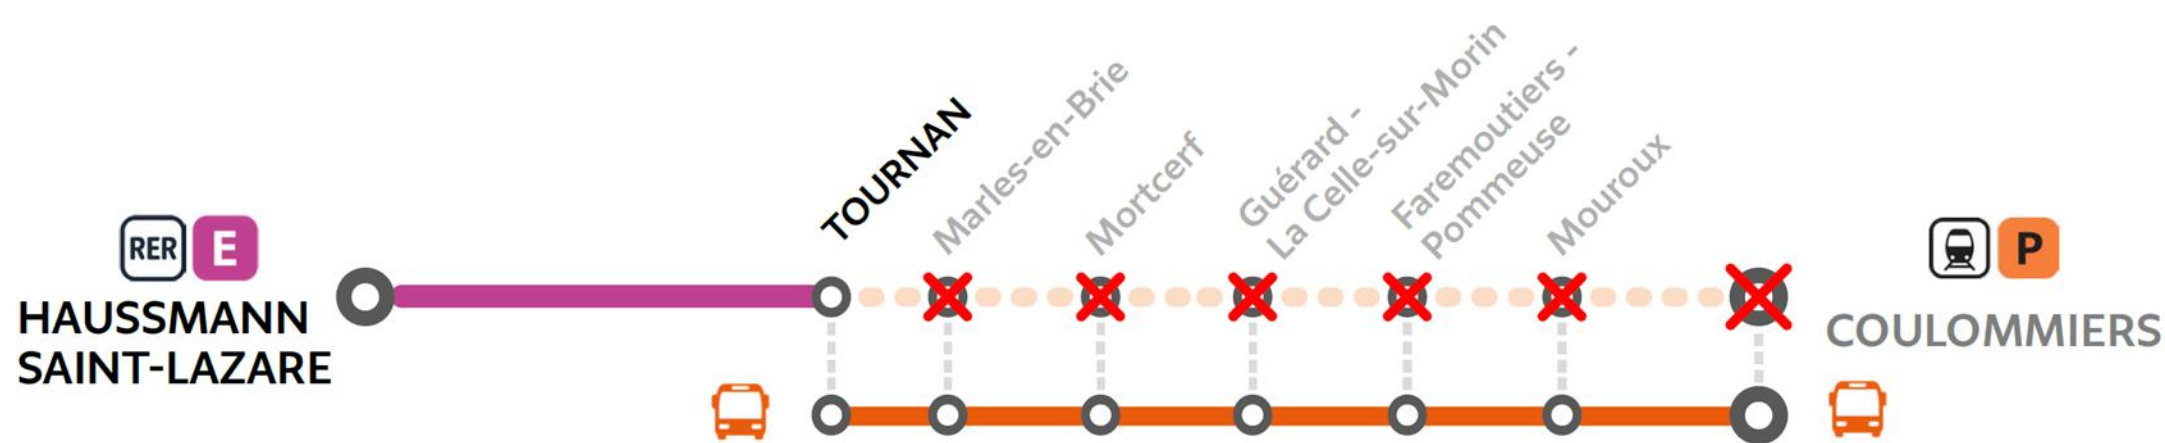 RER E
HAUSSMANN
SAINT-LAZARE
TOURNAN
Marles-en-Brie
Mortcerf
Guérard -
La Celle-sur-Morin
Faremoutiers -
Pommeuse
Mouroux
P
COULOMMIERS